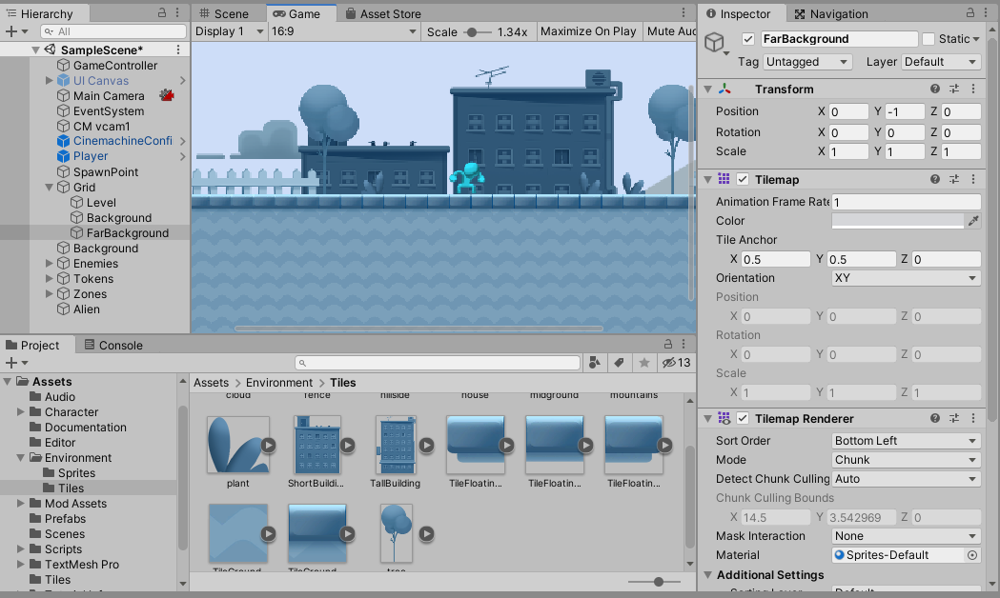 Hierarchy
All
SampleScene*
GameController
UI Canvas
Main Camera
EventSystem
CM vcam1
CinemachineConfi
Player
SpawnPoint
Grid
Level
Background
FarBackground
Background
Enemies
Tokens
Zones
Alien
Scene Game Asset Store
Display 1 16:9 Scale 1.34x Maximize On Play Mute Aud
Project Console
13
Assets
Audio
Character
Documentation
Editor
Environment
Sprites
Tiles
Mod Assets
Prefabs
Scenes
Scripts
TextMesh Pro
Tiles
Assets > Environment > Tiles
cloud fence hillside house midground mountains
plant ShortBuildi... TallBuilding TileFloatin... TileFloatin... TileFloatin...
TileGround TileGround tree
Inspector Navigation
FarBackground Static
Tag Untagged Layer Default
Transform
Position X 0 Y -1 Z 0
Rotation X 0 Y 0 Z 0
Scale X 1 Y 1 Z 1
Tilemap
Animation Frame Rate 1
Color
Tile Anchor
X 0.5 Y 0.5 Z 0
Orientation XY
Position
X 0 Y 0 Z 0
Rotation
X 0 Y 0 Z 0
Scale
X 1 Y 1 Z 1
Tilemap Renderer
Sort Order Bottom Left
Mode Chunk
Detect Chunk Culling Auto
Chunk Culling Bounds
X 14.5 Y 3.542969 Z 0
Mask Interaction None
Material Sprites-Default
Additional Settings
Sorting Layer Default